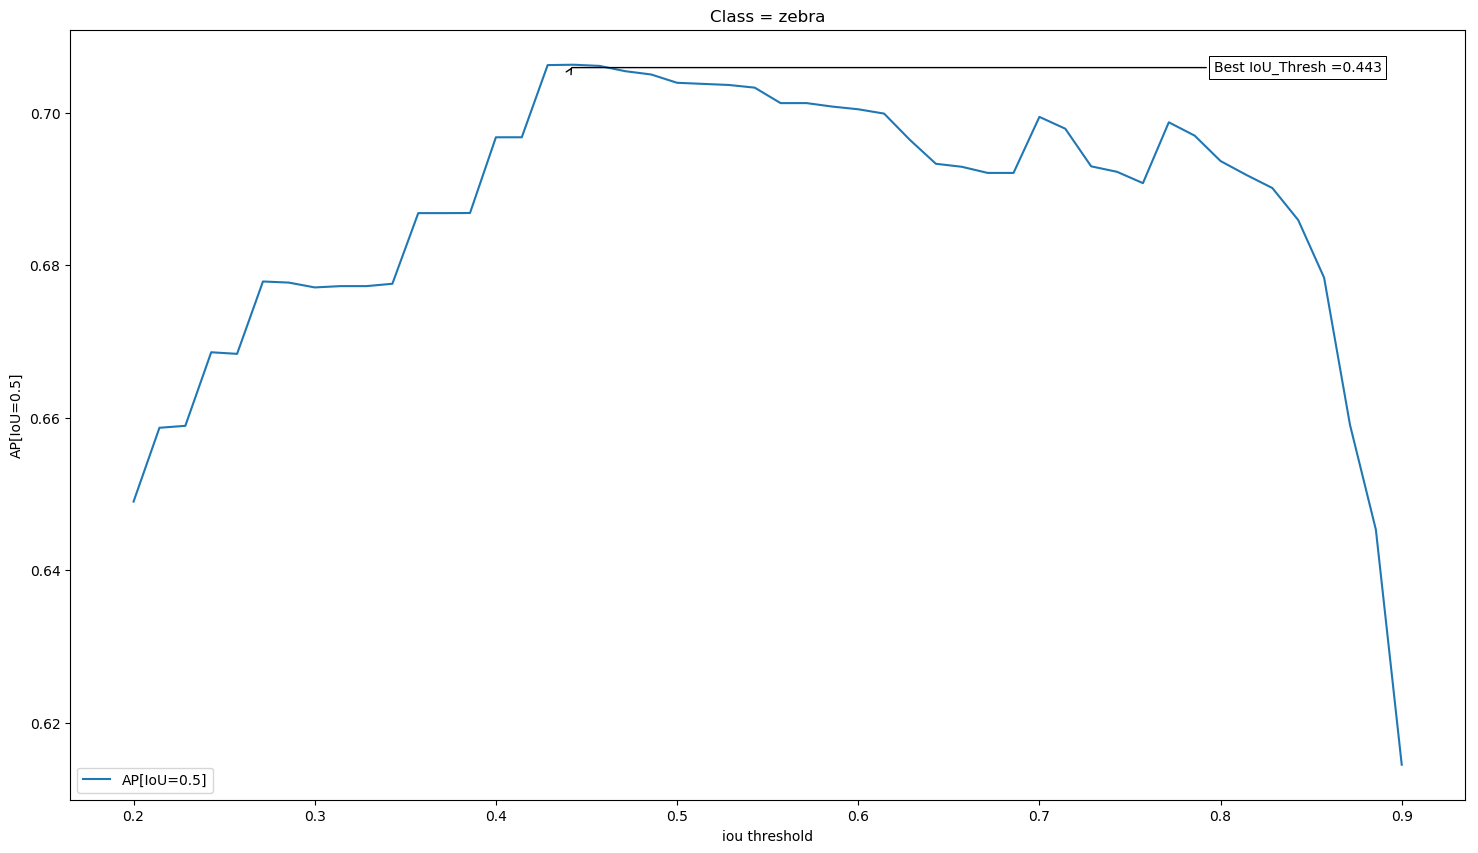 Class = zebra
Best IoU_Thresh =0.443
AP[IoU=0.5]
0.70
0.68
0.66
0.64
0.62
AP[IoU=0.5]
0.2 0.3 0.4 0.5 0.6 0.7 0.8 0.9
iou threshold